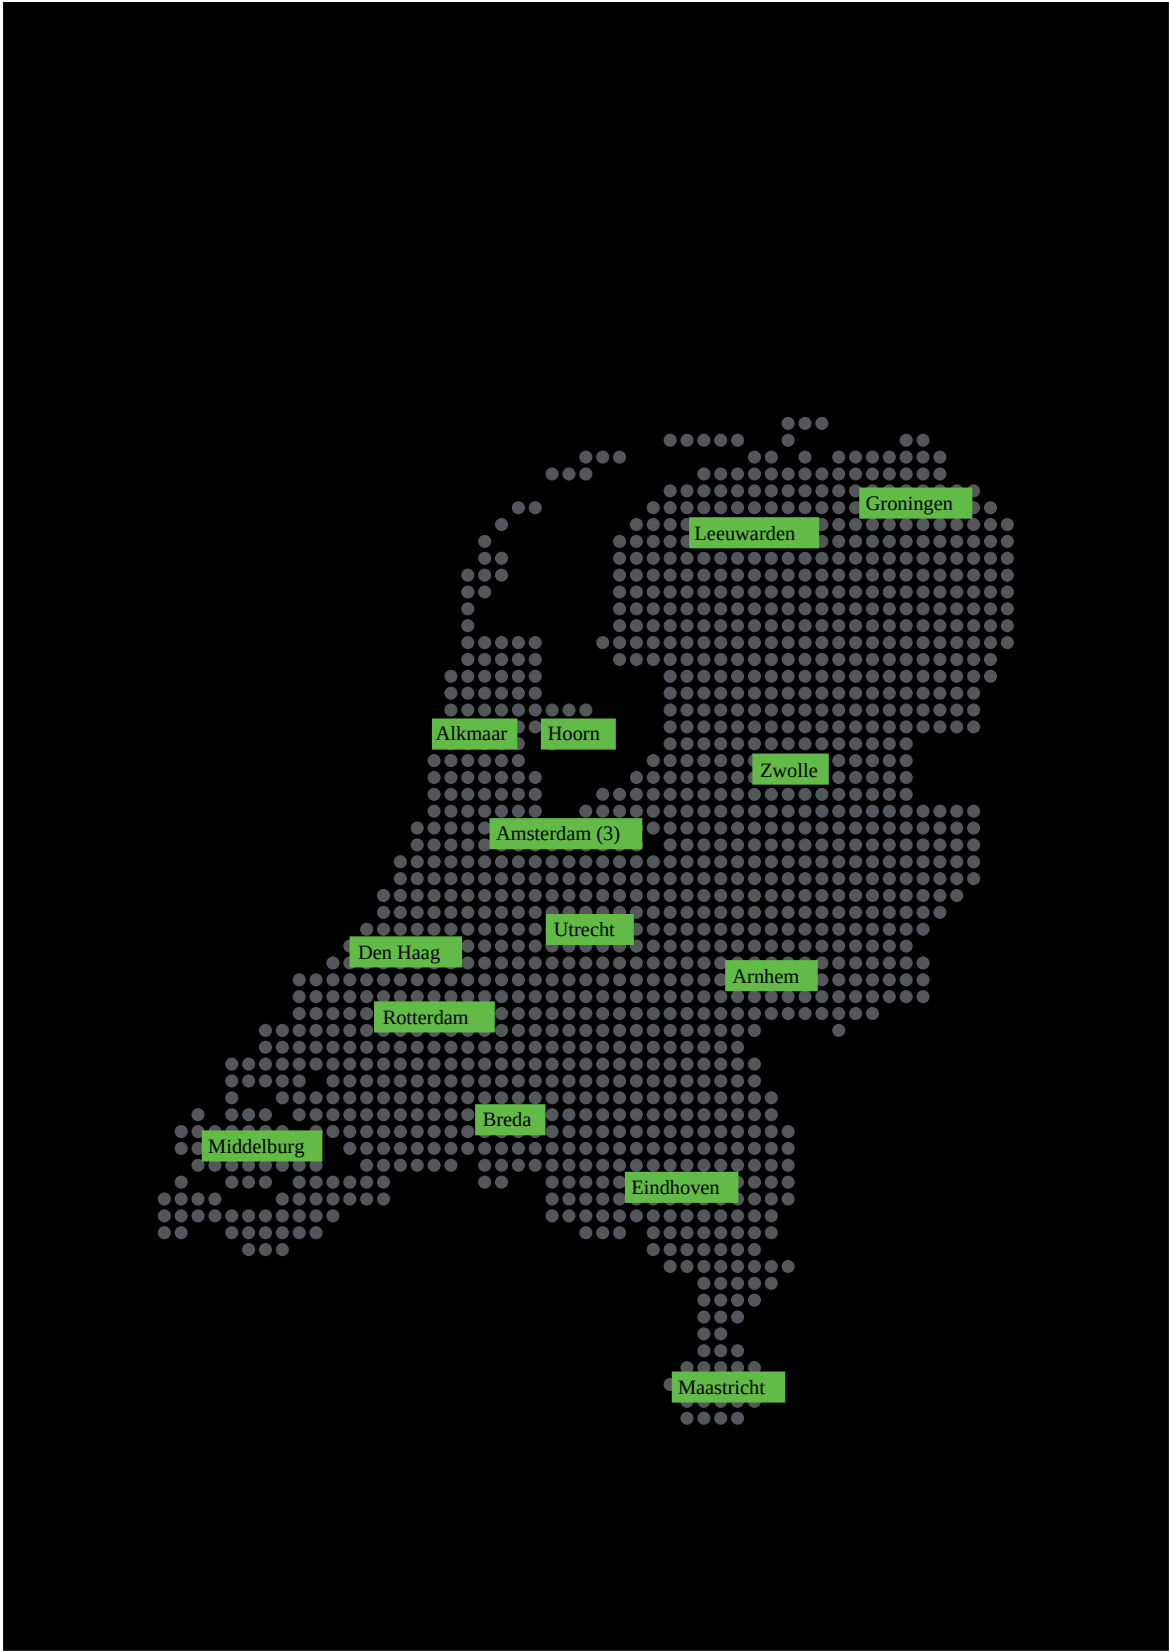 Groningen
Leeuwarden
Alkmaar
Hoorn
Zwolle
Amsterdam (3)
Utrecht
Den Haag
Arnhem
Rotterdam
Breda
Middelburg
Eindhoven
Maastricht